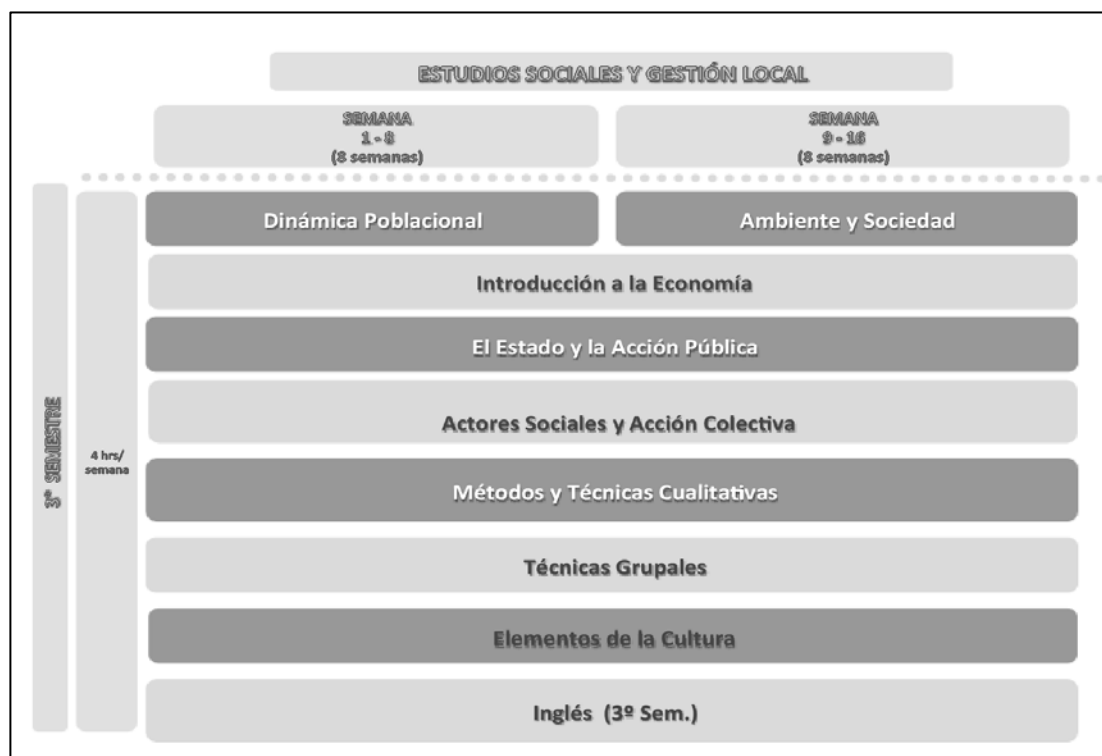 ESTUDIOS SOCIALES Y GESTIÓN LOCAL
SEMANA
1 - 8
(8 semanas)
SEMANA
9 - 16
(8 semanas)
3º SEMESTRE
4 hrs/
semana
Dinámica Poblacional
Ambiente y Sociedad
Introducción a la Economía
El Estado y la Acción Pública
Actores Sociales y Acción Colectiva
Métodos y Técnicas Cualitativas
Técnicas Grupales
Elementos de la Cultura
Inglés (3º Sem.)